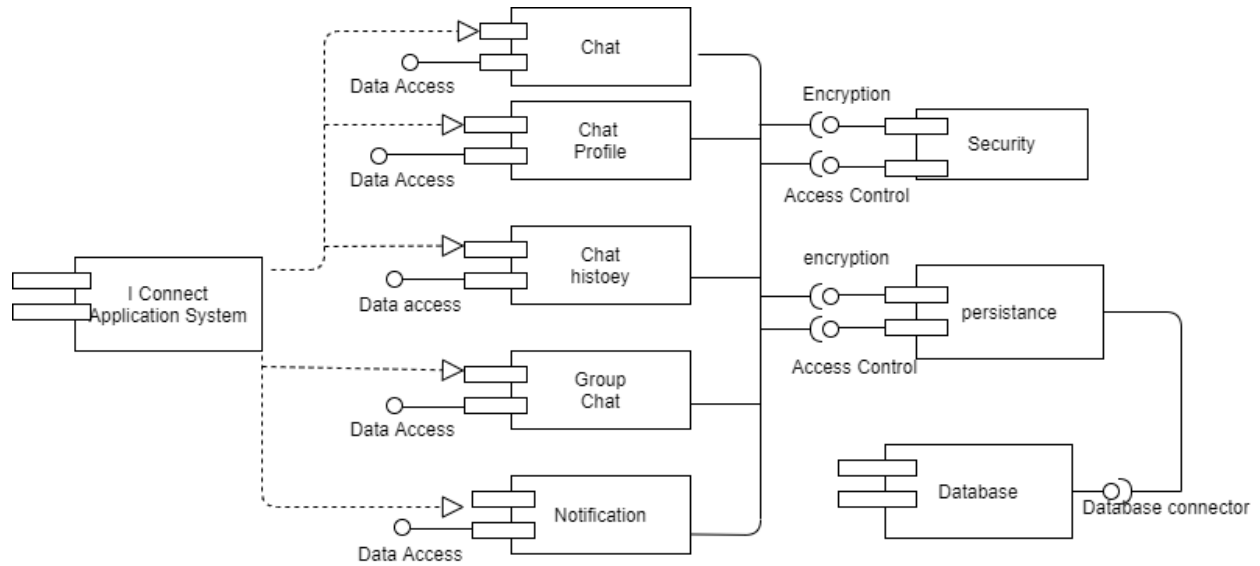 Chat
Data Access
Encryption
Chat
Profile
Security
Data Access
Access Control
Chat
histoey
encryption
I Connect
Application System
Data access
persistance
Access Control
Group
Chat
Data Access
Database
Database connector
Notification
Data Access